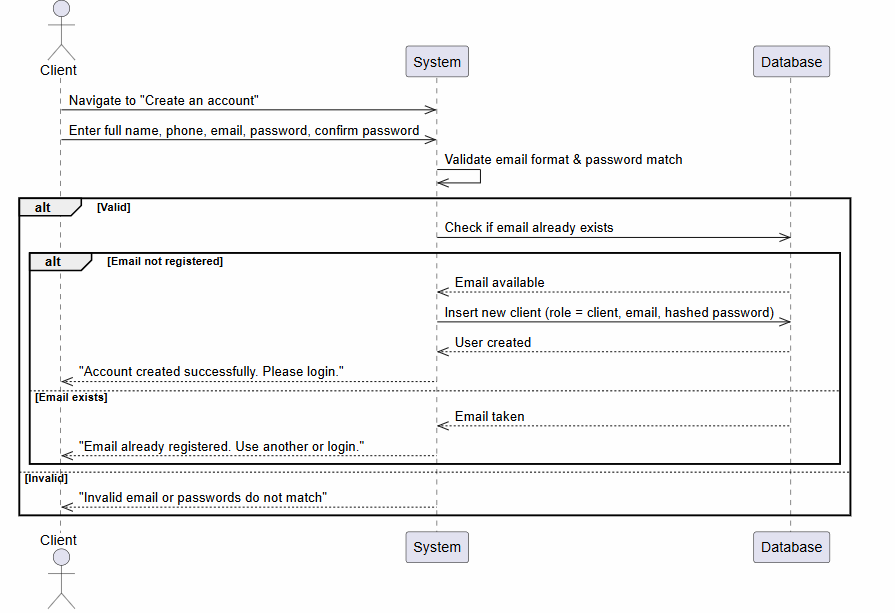 Client
System
Database
Navigate to "Create an account"
Enter full name, phone, email, password, confirm password
Validate email format & password match
alt
[Valid]
Check if email already exists
alt
[Email not registered]
Email available
Insert new client (role = client, email, hashed password)
User created
"Account created successfully. Please login."
[Email exists]
Email taken
"Email already registered. Use another or login."
[Invalid]
"Invalid email or passwords do not match"
Client
System
Database